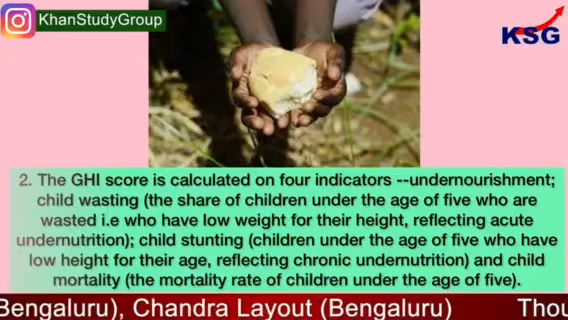 KhanStudyGroup
KSG
2. The GHI score is calculated on four indicators --undernourishment;
child wasting (the share of children under the age of five who are
wasted i.e who have low weight for their height, reflecting acute
undernutrition); child stunting (children under the age of five who have
low height for their age, reflecting chronic undernutrition) and child
mortality (the mortality rate of children under the age of five).
Bengaluru), Chandra Layout (Bengaluru) Thou